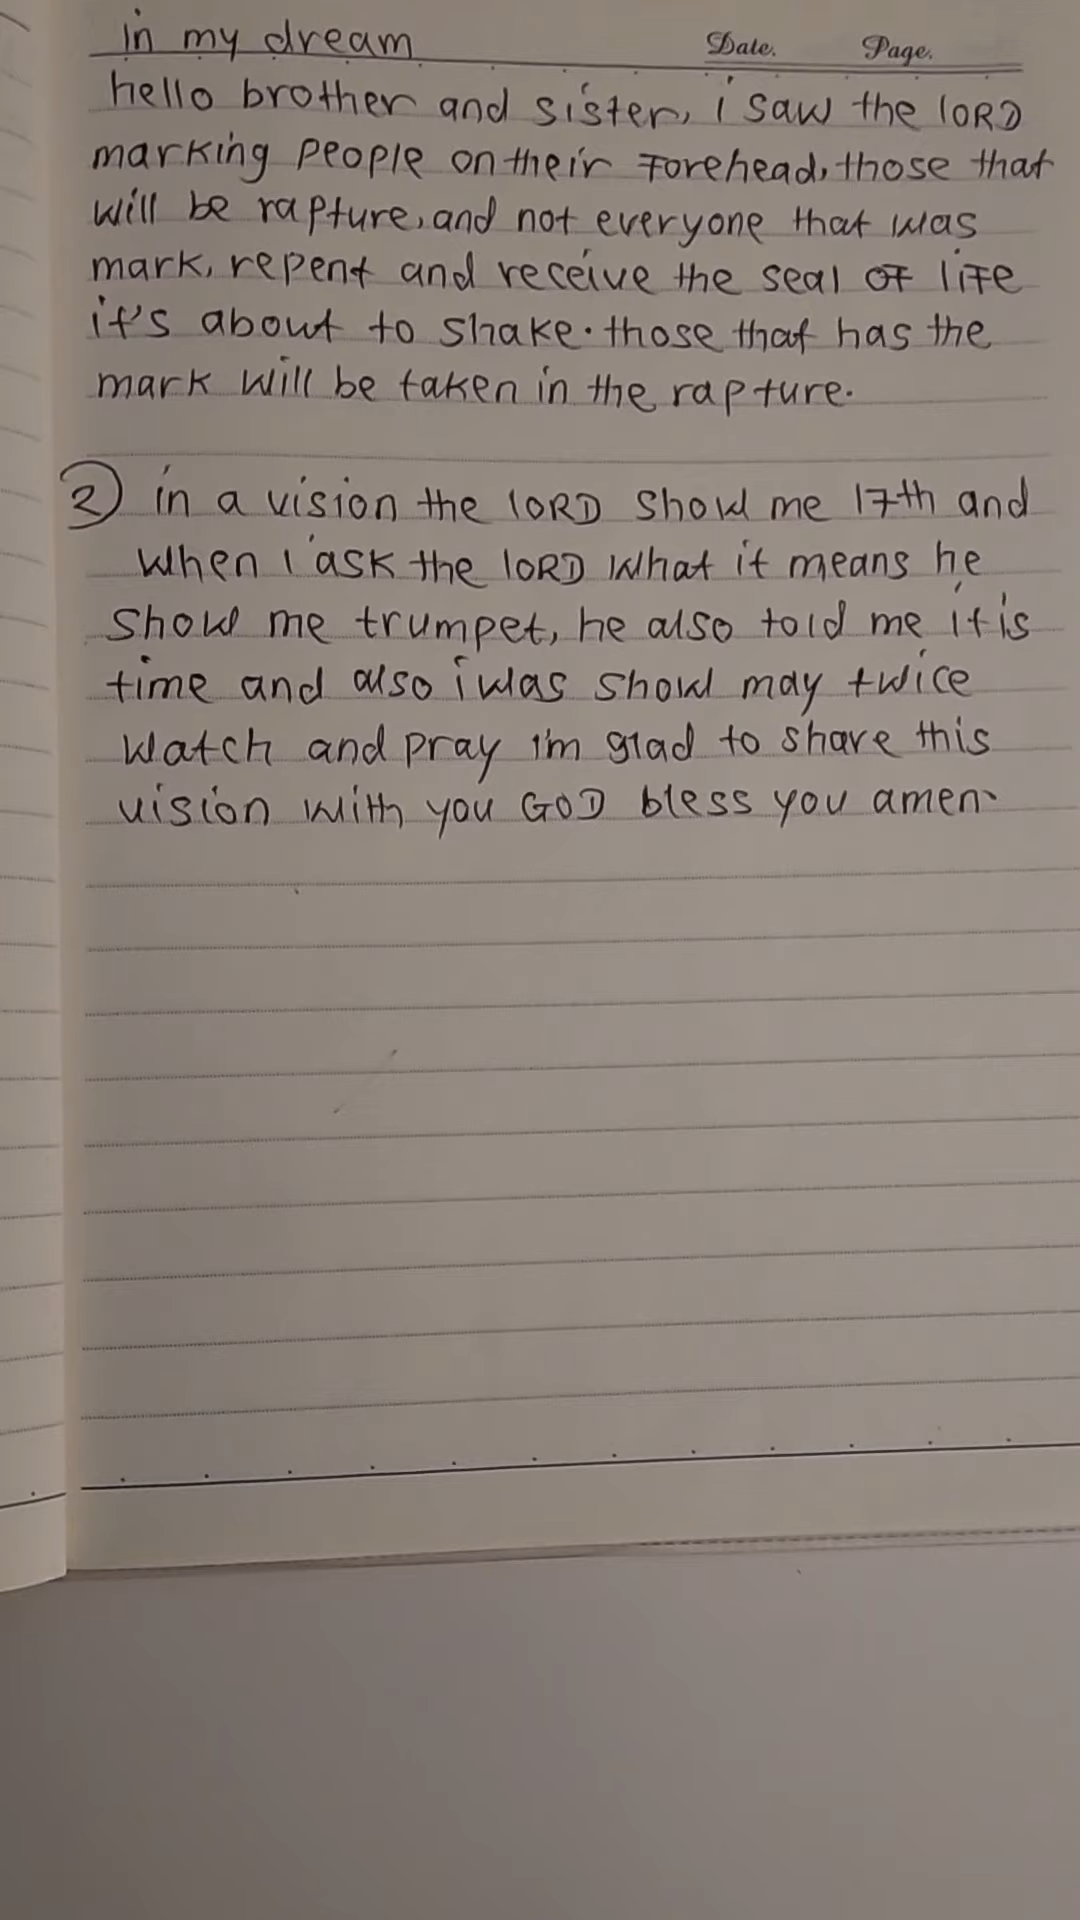 in my dream
Date. Page.
hello brother and sister, i saw the lORD
marking people on their Forehead, those that
will be rapture, and not everyone that was
mark, repent and receive the seal of life
it's about to shake. those that has the
mark will be taken in the rapture.
2 in a vision the lORD show me 17th and
when i ask the lORD what it means he
show me trumpet, he also told me it is
time and also i was show may twice
watch and pray i'm glad to share this
vision with you GOD bless you amen.